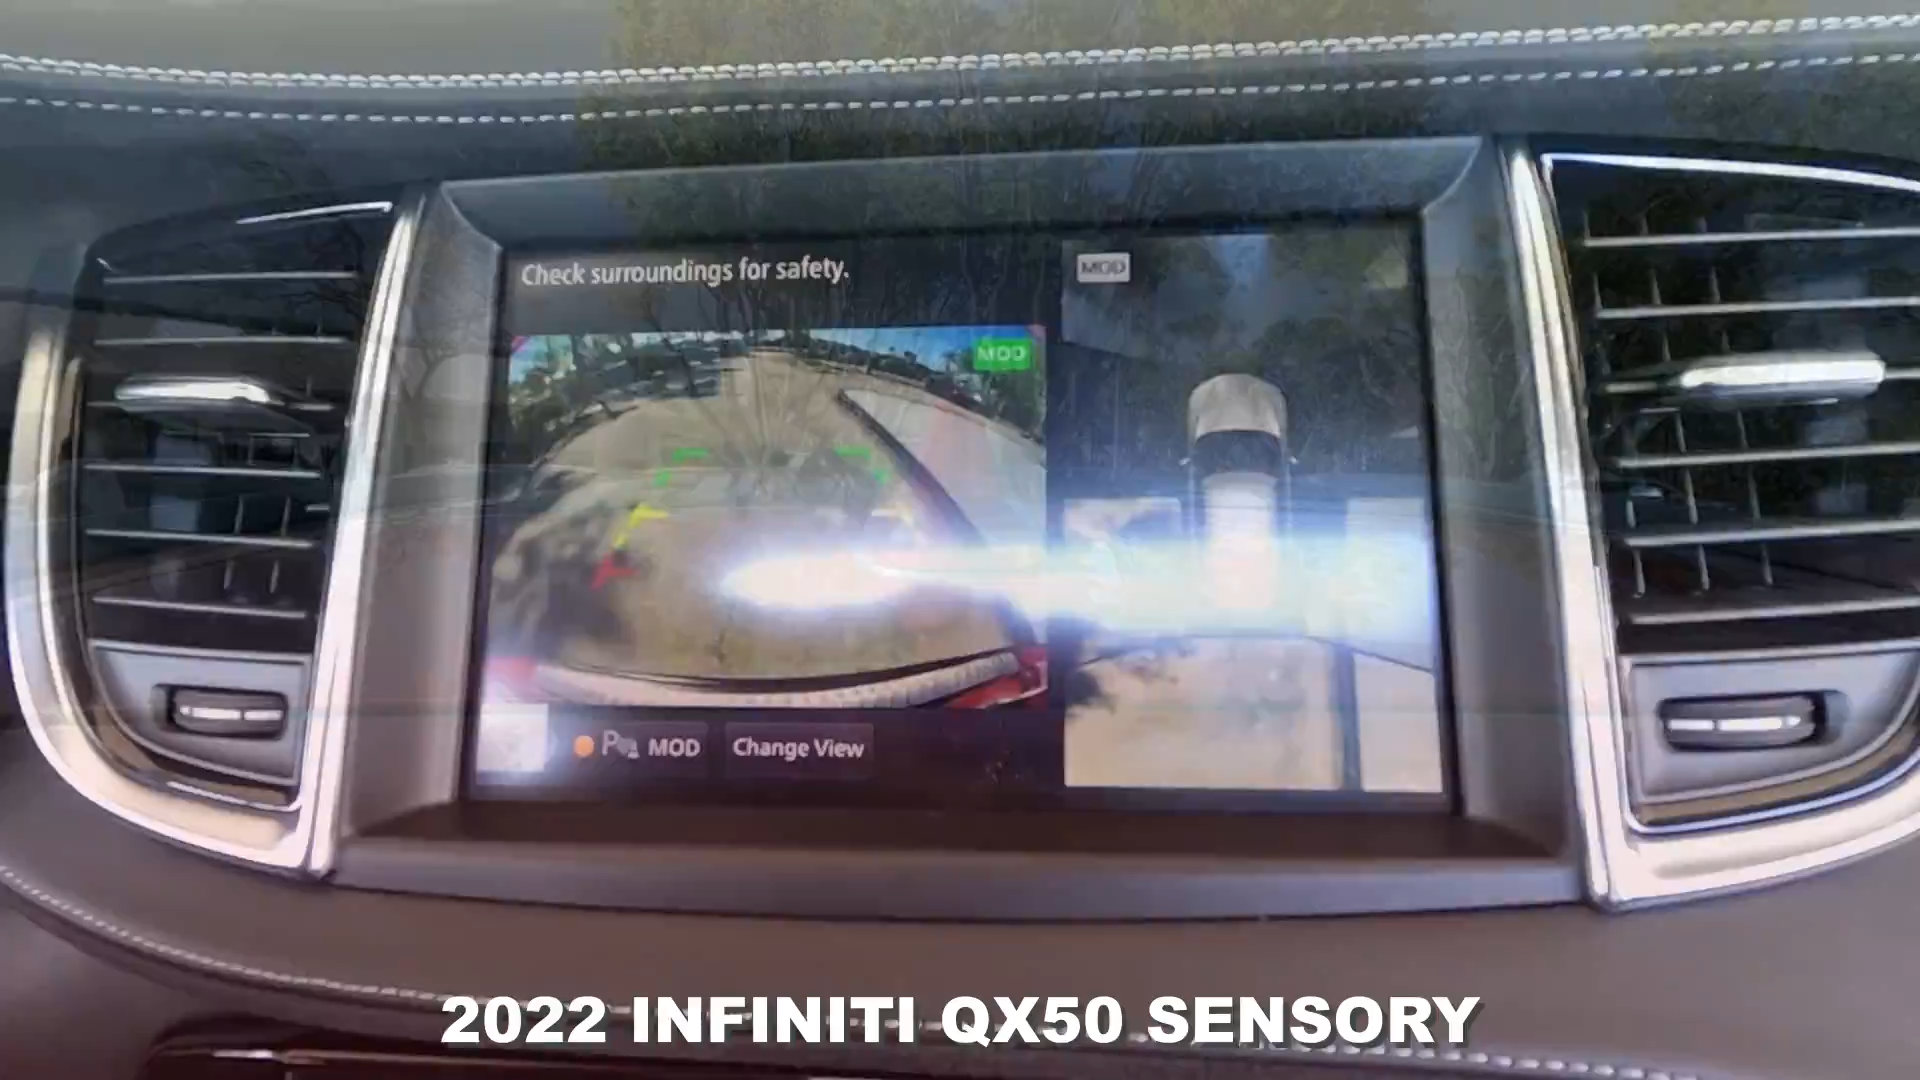 Check surroundings for safety.
MOD
MOD
P MOD
Change View
2022 INFINITI QX50 SENSORY